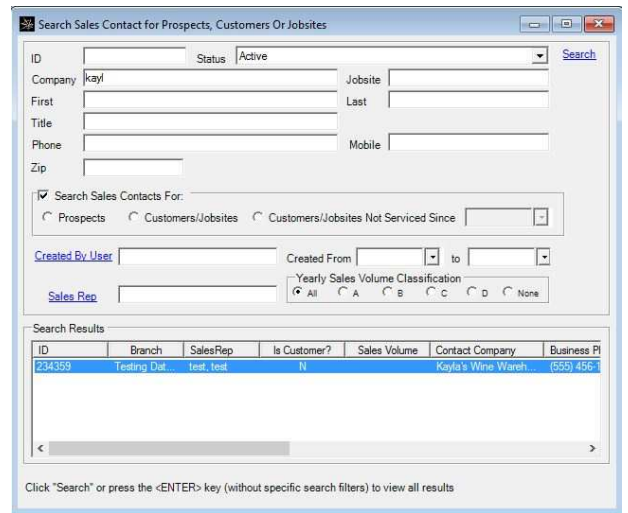 Search Sales Contact for Prospects, Customers Or Jobsites
ID Status Active Search
Company kayl Jobsite
First Last
Title
Phone Mobile
Zip
Search Sales Contacts For:
Prospects Customers/Jobsites Customers/Jobsites Not Serviced Since
Created By User Created From to
Yearly Sales Volume Classification
Sales Rep All A B C D None
Search Results
ID Branch SalesRep Is Customer? Sales Volume Contact Company Business Pl
234359 Testing Dat... test, test N Kayla's Wine Wareh... (555) 456-1
Click "Search" or press the <ENTER> key (without specific search filters) to view all results